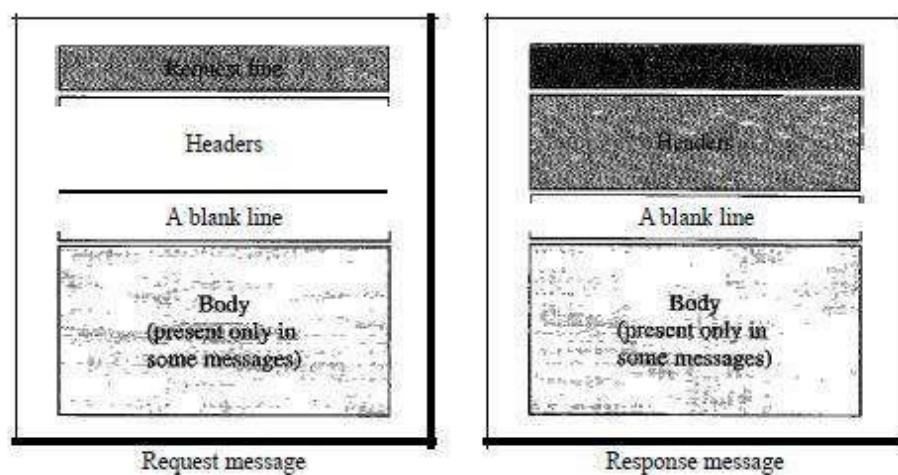 Request line
Headers
A blank line
Body
(present only in
some messages)
Request message
Headers
A blank line
Body
(present only in
some messages)
Response message